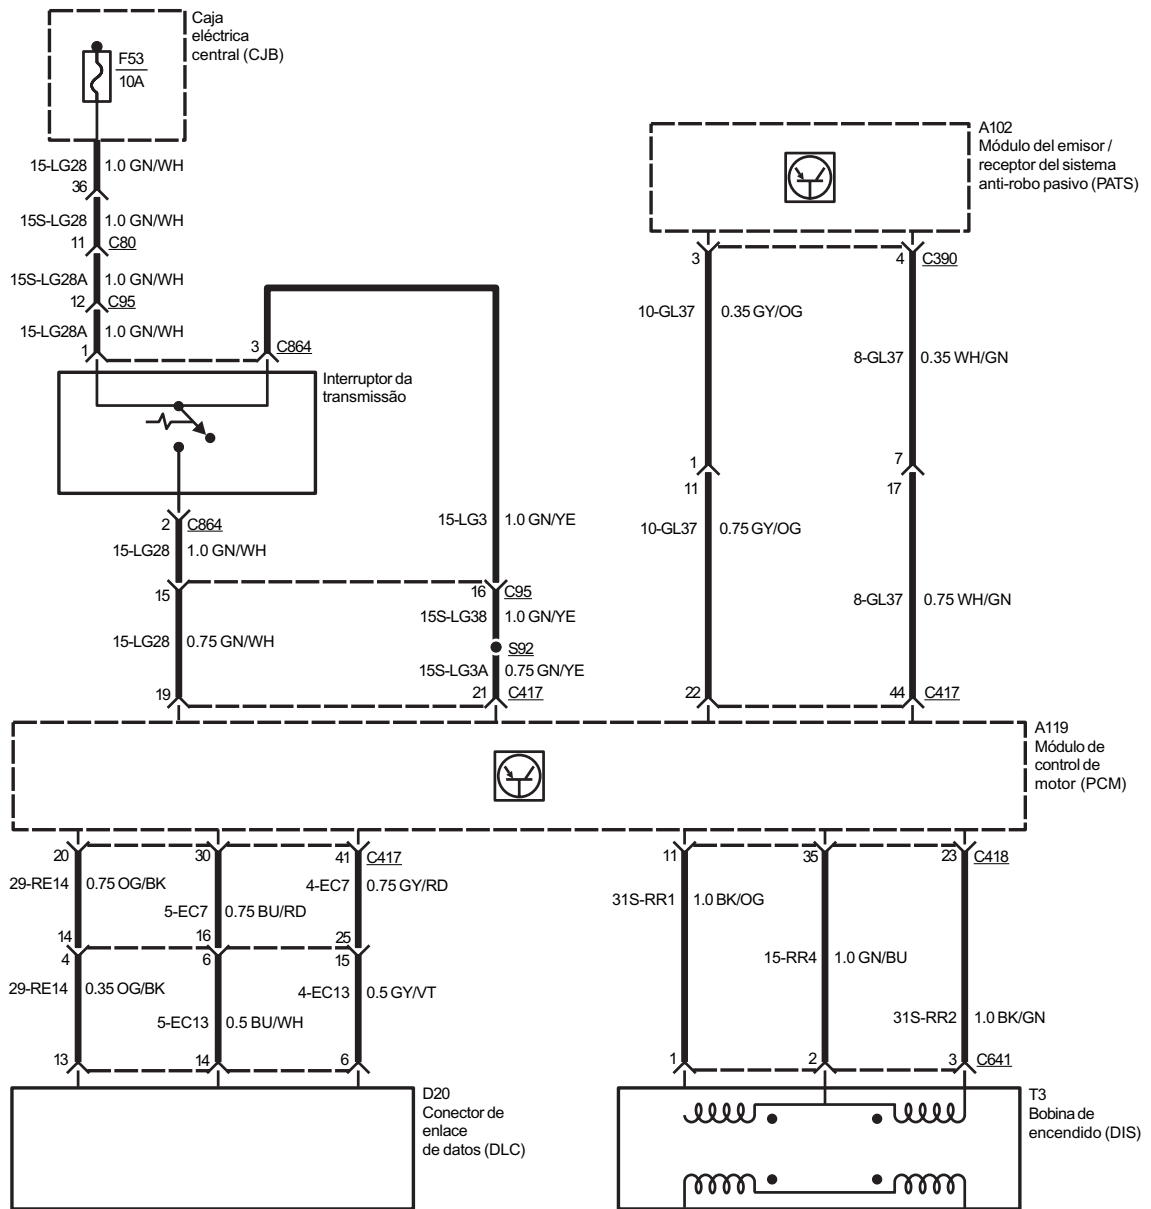 Caja
eléctrica
central (CJB)
F53
10A
15-LG28 1.0 GN/WH
36
15S-LG28 1.0 GN/WH
11 C80
15S-LG28A 1.0 GN/WH
12 C95
15-LG28A 1.0 GN/WH
1
3 C864
Interruptor da
transmissão
2 C864
15-LG28 1.0 GN/WH
15
15-LG28 0.75 GN/WH
19
15-LG3 1.0 GN/YE
16 C95
15S-LG38 1.0 GN/YE
S92
15S-LG3A 0.75 GN/YE
21 C417
A102
Módulo del emisor /
receptor del sistema
anti-robo pasivo (PATS)
3
4 C390
10-GL37 0.35 GY/OG
8-GL37 0.35 WH/GN
1
7
11
17
10-GL37 0.75 GY/OG
8-GL37 0.75 WH/GN
22
44 C417
A119
Módulo de
control de
motor (PCM)
20
30
41 C417
29-RE14 0.75 OG/BK
4-EC7 0.75 GY/RD
5-EC7 0.75 BU/RD
14
16
25
4
6
15
29-RE14 0.35 OG/BK
4-EC13 0.5 GY/VT
5-EC13 0.5 BU/WH
13
14
6
D20
Conector de
enlace
de datos (DLC)
11
35
23 C418
31S-RR1 1.0 BK/OG
15-RR4 1.0 GN/BU
31S-RR2 1.0 BK/GN
1
2
3 C641
T3
Bobina de
encendido (DIS)